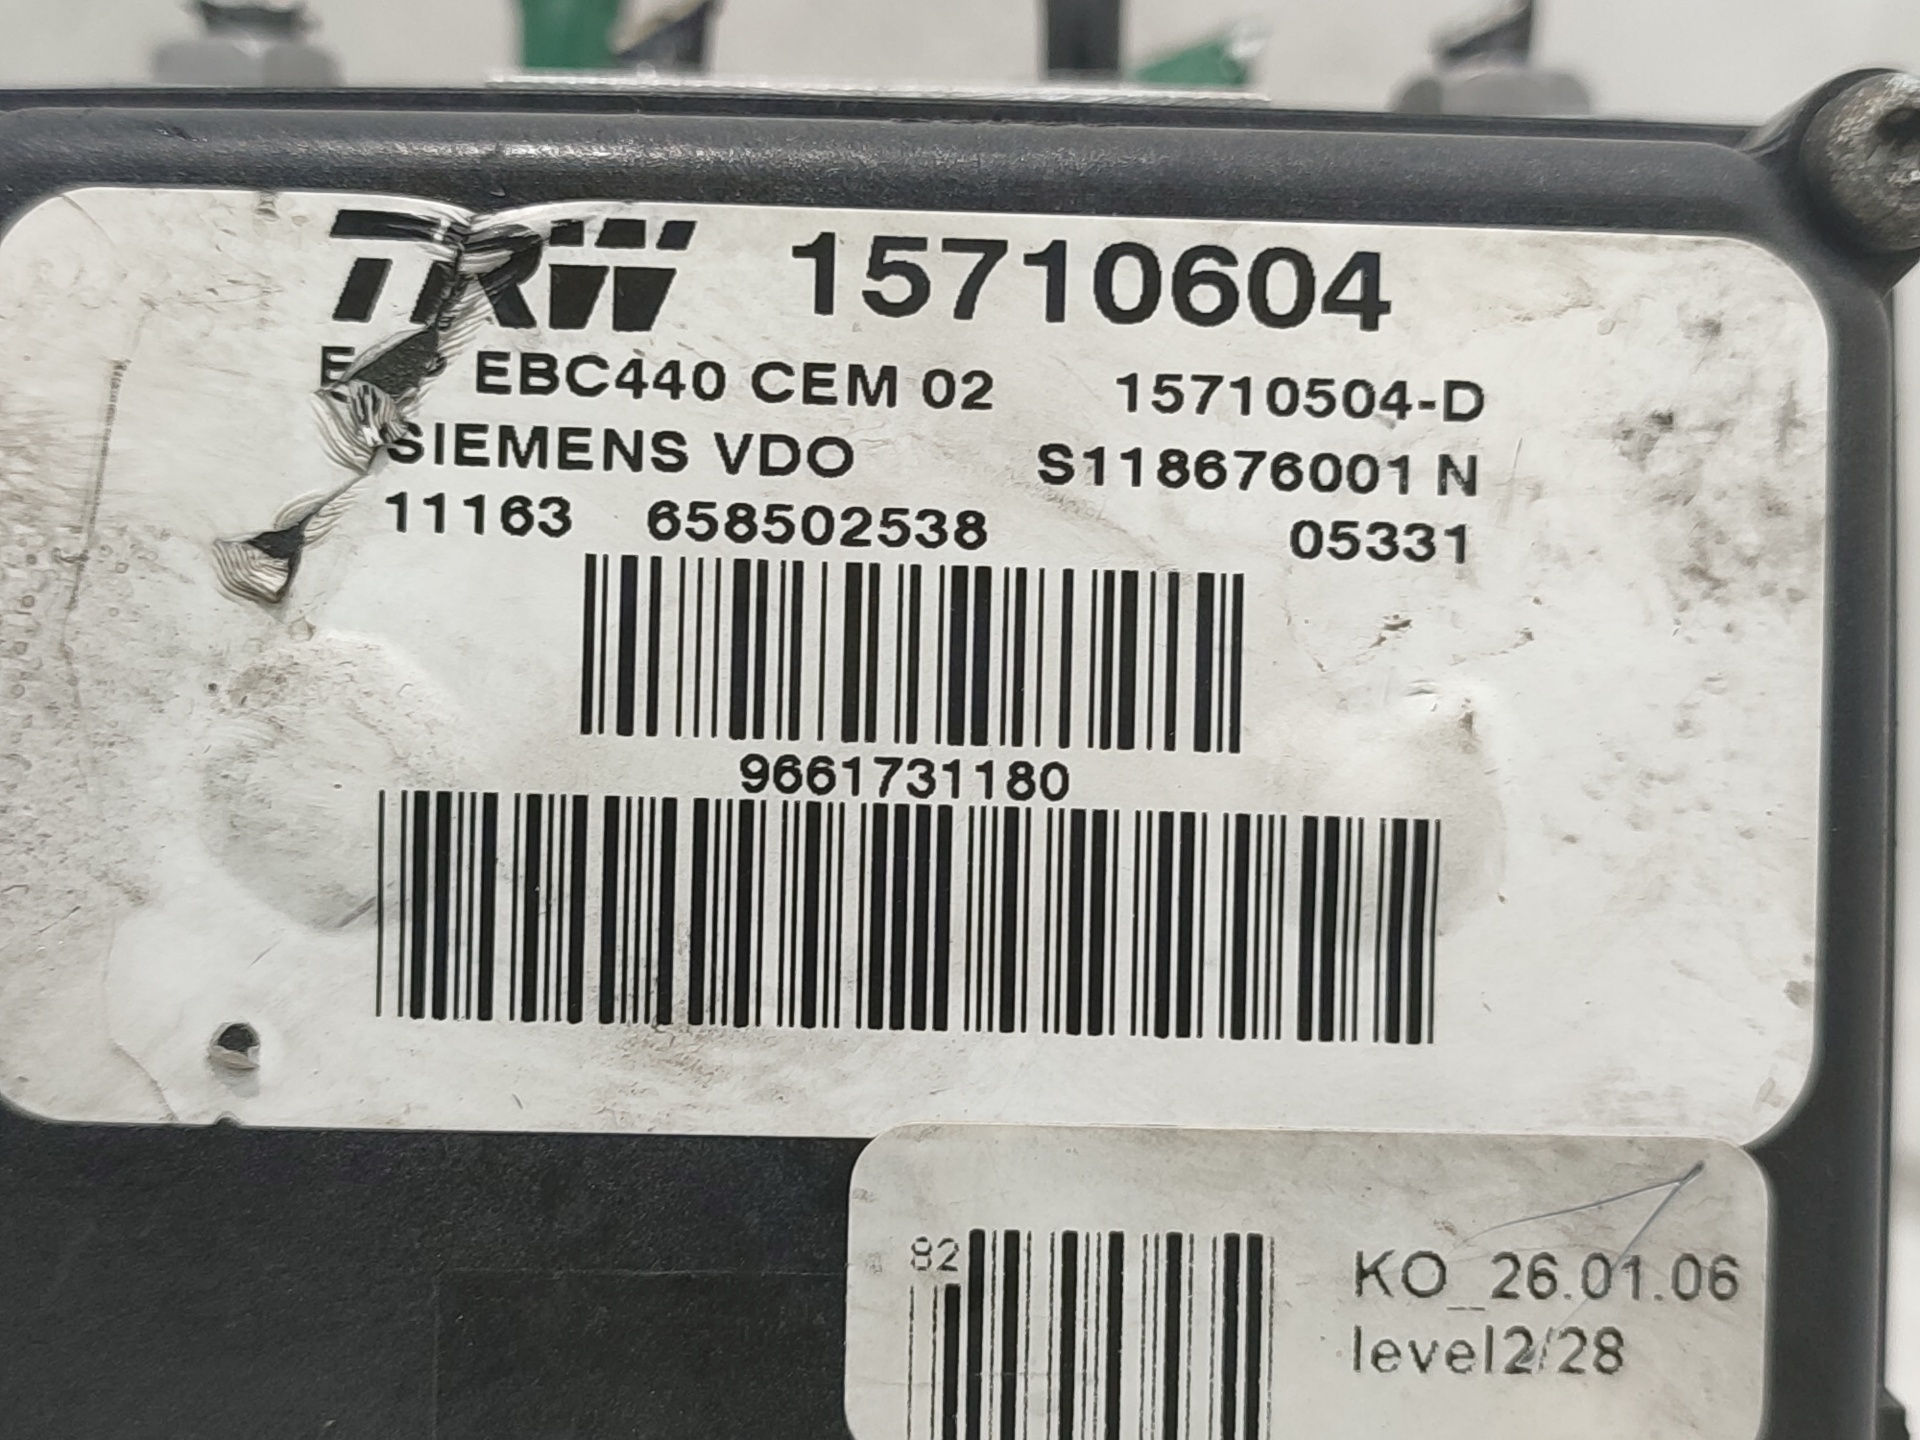 TRW 15710604
EBC440 CEM 02 15710504-D
SIEMENS VDO S118676001 N
11163 658502538 05331
9661731180
82
KO_26.01.06
level2/28